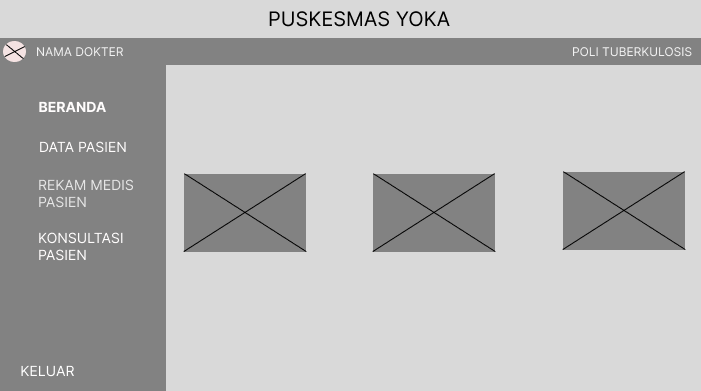 PUSKESMAS YOKA
NAMA DOKTER
POLI TUBERKULOSIS
BERANDA
DATA PASIEN
REKAM MEDIS
PASIEN
KONSULTASI
PASIEN
KELUAR